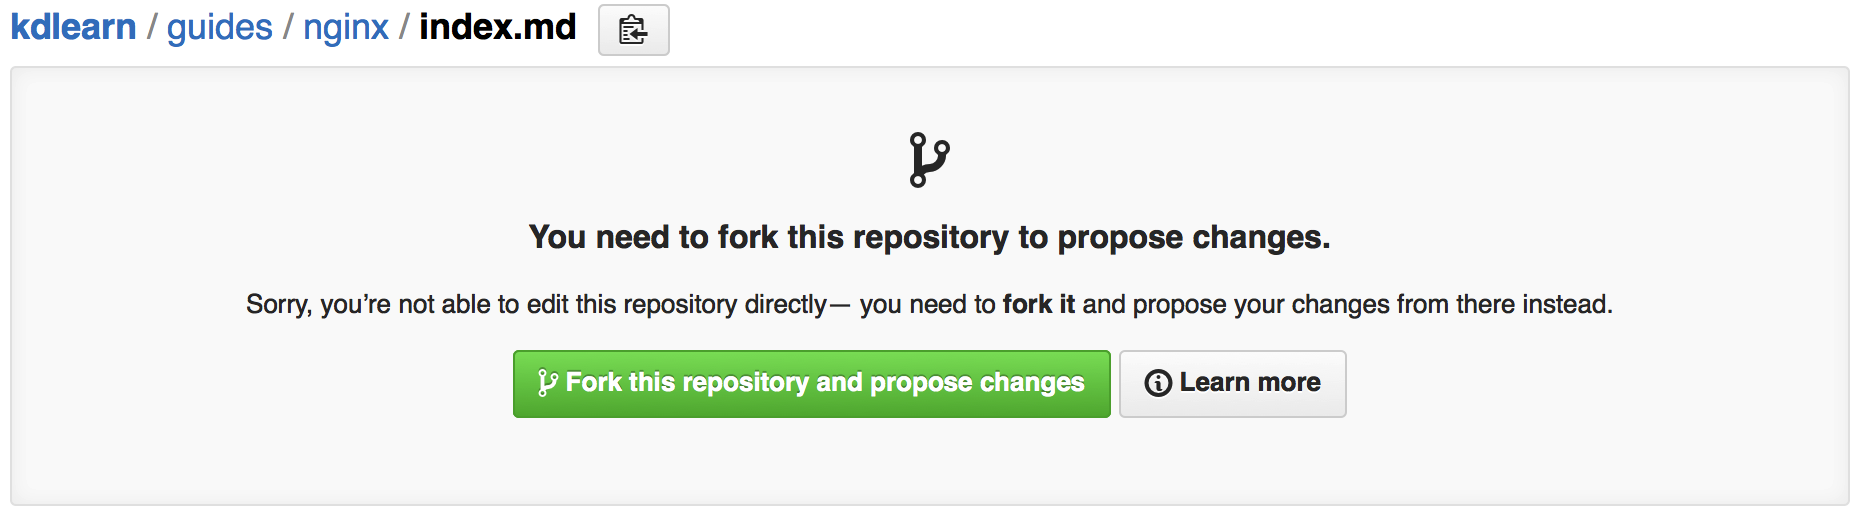 kdlearn / guides / nginx / index.md
You need to fork this repository to propose changes.
Sorry, you’re not able to edit this repository directly— you need to fork it and propose your changes from there instead.
Fork this repository and propose changes
Learn more